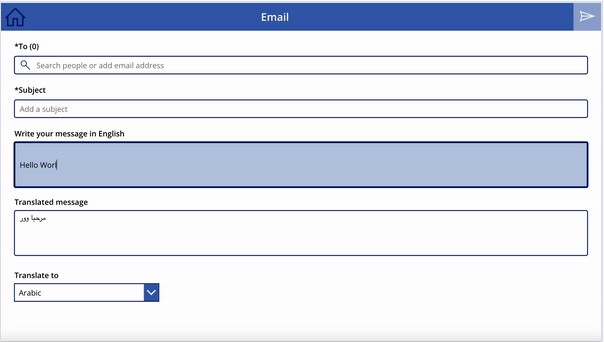 Email
*To (0)
Search people or add email address
*Subject
Add a subject
Write your message in English
Hello Worl
Translated message
مرحبا وور
Translate to
Arabic